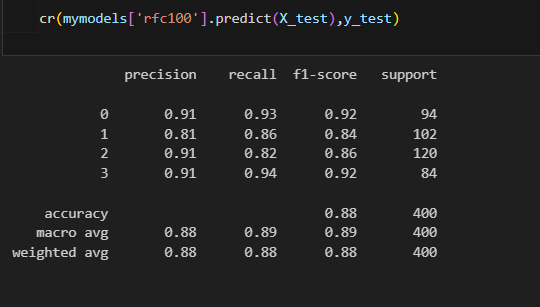 cr(mymodels['rfc100'].predict(X_test),y_test)
precision recall f1-score support
0 0.91 0.93 0.92 94
1 0.81 0.86 0.84 102
2 0.91 0.82 0.86 120
3 0.91 0.94 0.92 84
accuracy 0.88 400
macro avg 0.88 0.89 0.89 400
weighted avg 0.88 0.88 0.88 400